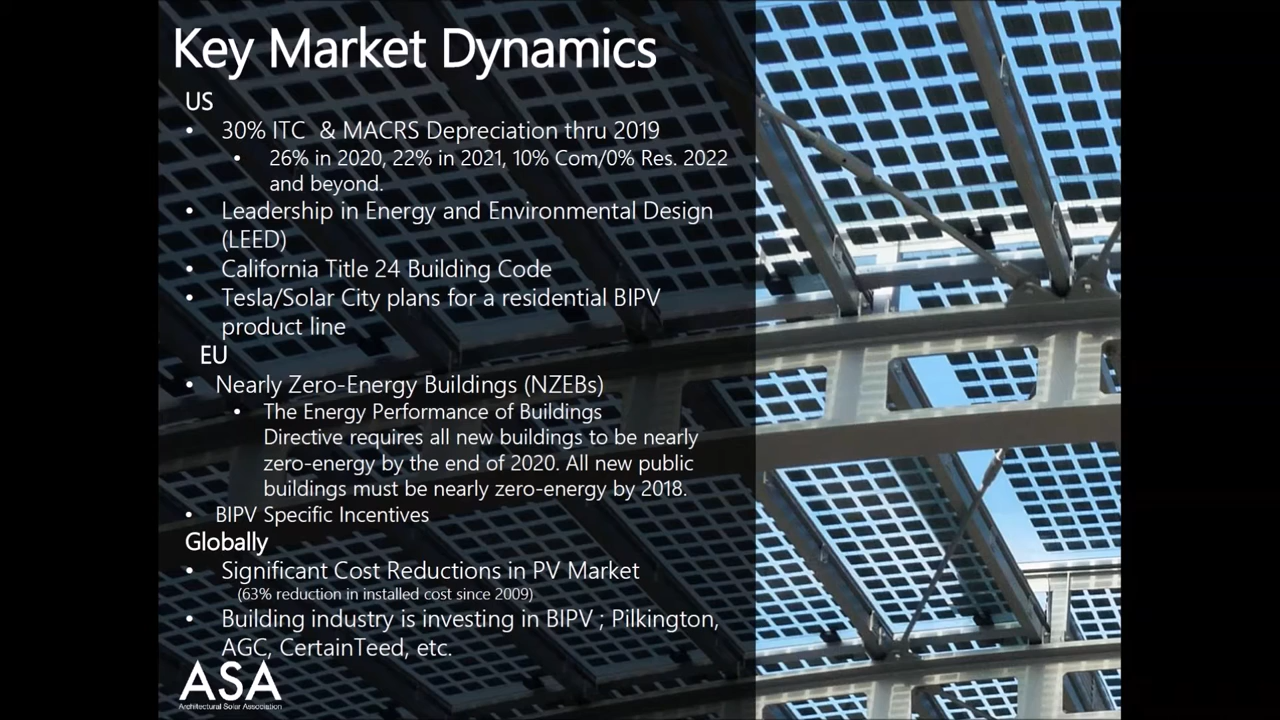 Key Market Dynamics
US
• 30% ITC & MACRS Depreciation thru 2019
• 26% in 2020, 22% in 2021, 10% Com/0% Res. 2022
and beyond.
• Leadership in Energy and Environmental Design
(LEED)
• California Title 24 Building Code
• Tesla/Solar City plans for a residential BIPV
product line
EU
• Nearly Zero-Energy Buildings (NZEBs)
• The Energy Performance of Buildings
Directive requires all new buildings to be nearly
zero-energy by the end of 2020. All new public
buildings must be nearly zero-energy by 2018.
• BIPV Specific Incentives
Globally
• Significant Cost Reductions in PV Market
(63% reduction in installed cost since 2009)
• Building industry is investing in BIPV ; Pilkington,
AGC, CertainTeed, etc.
ASA
Architectural Solar Association